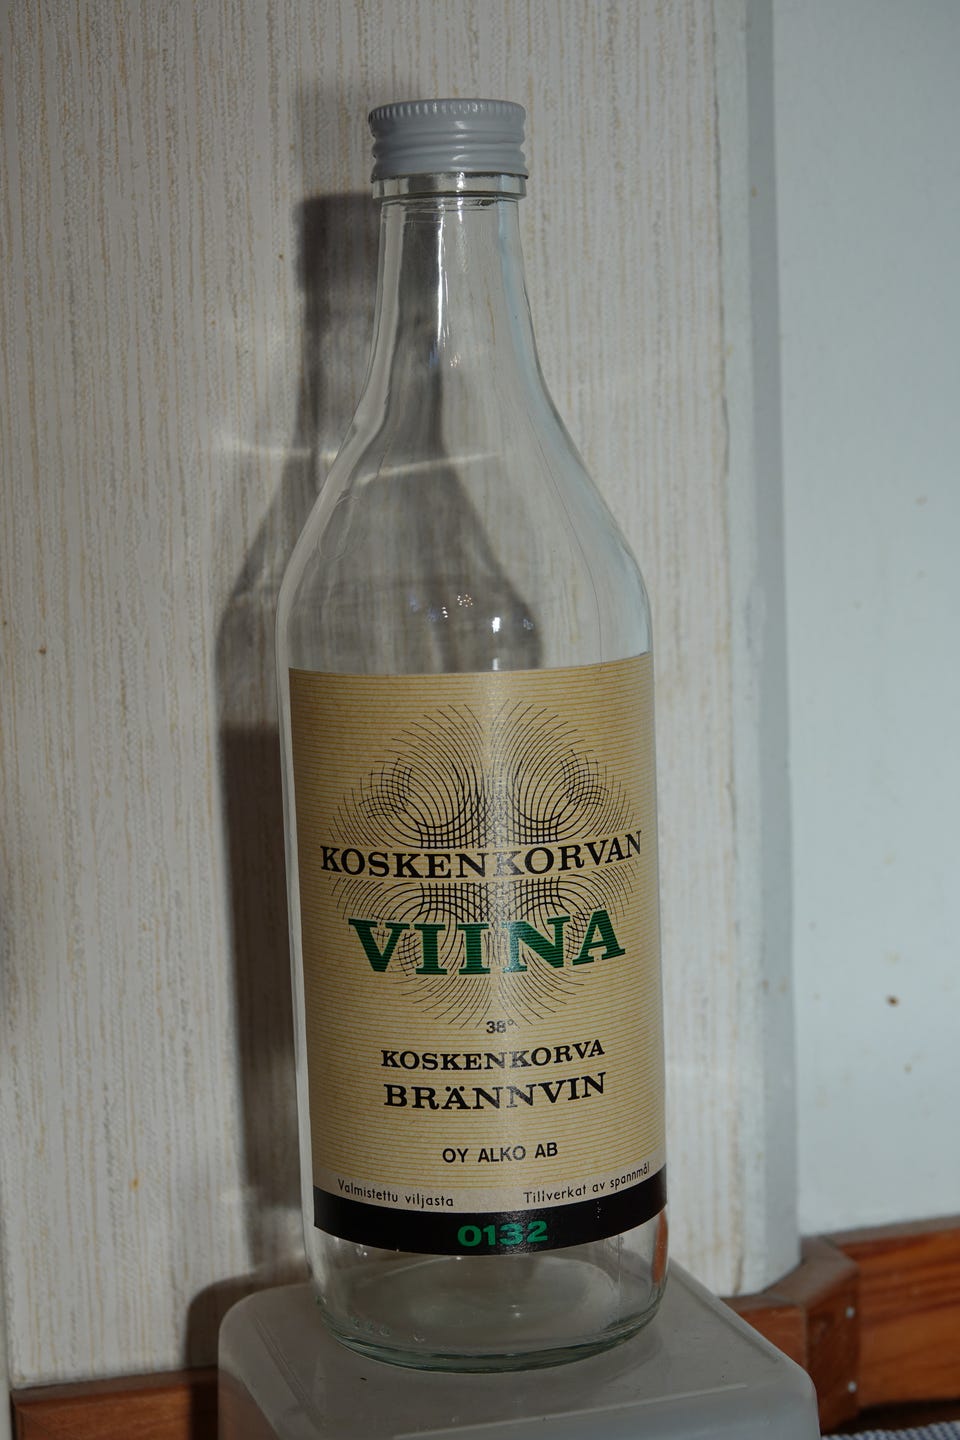 KOSKENKORVAN
VIINA
38°
KOSKENKORVA
BRÄNNVIN
OY ALKO AB
Valmistettu viljasta
Tillverkat av spannmål
0132